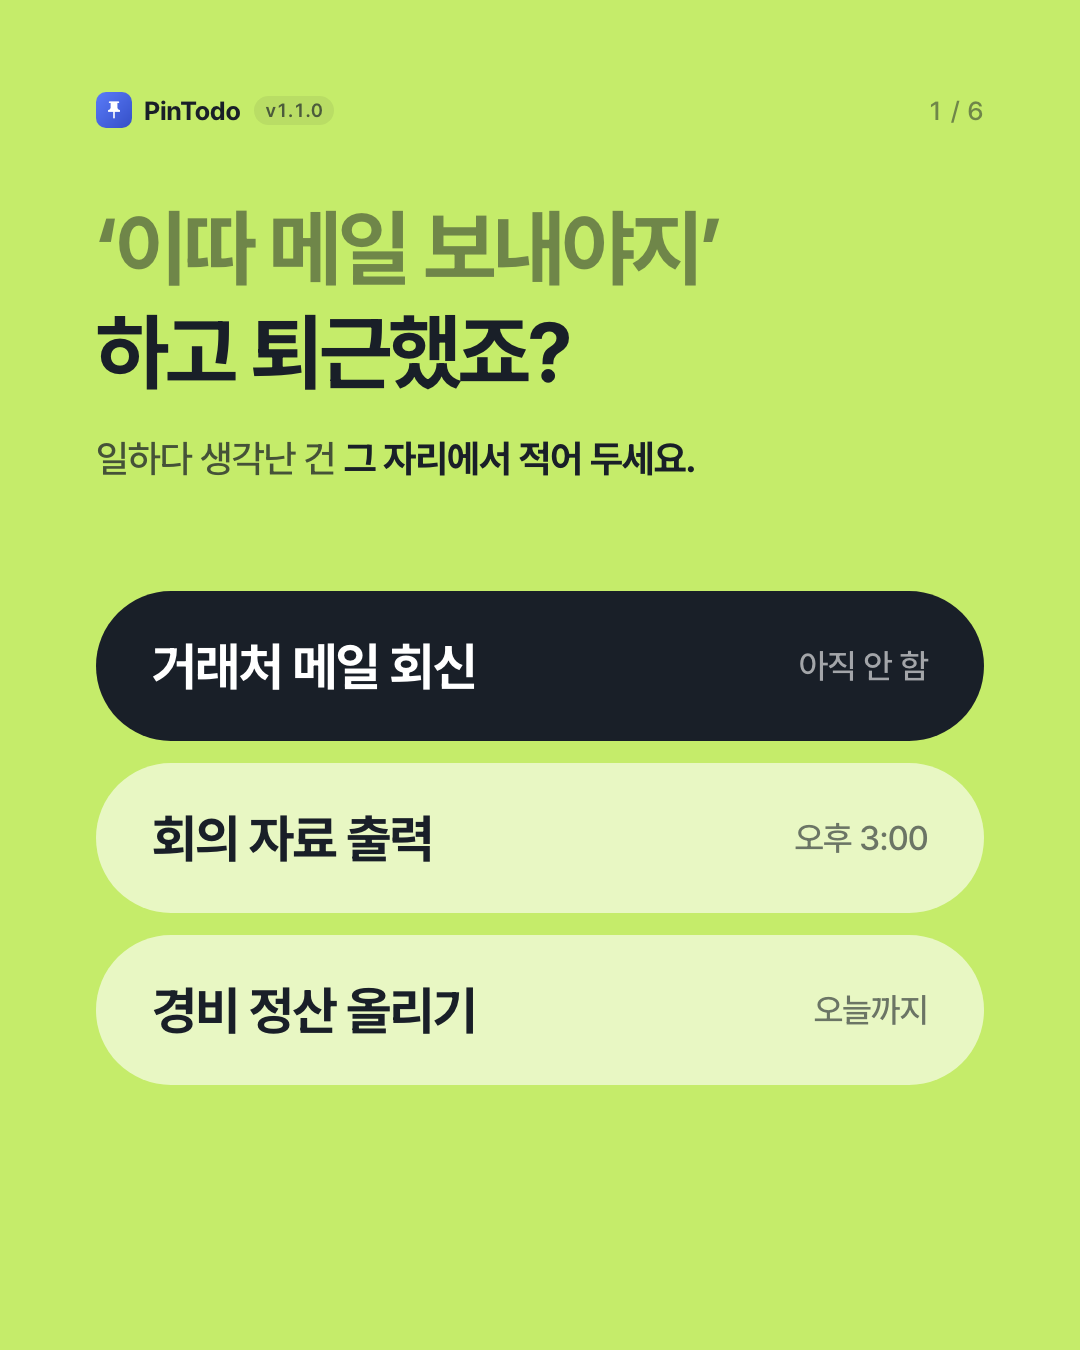 PinTodo v1.1.0 1 / 6
‘이따 메일 보내야지’
하고 퇴근했죠?
일하다 생각난 건 그 자리에서 적어 두세요.
거래처 메일 회신 아직 안 함
회의 자료 출력 오후 3:00
경비 정산 올리기 오늘까지